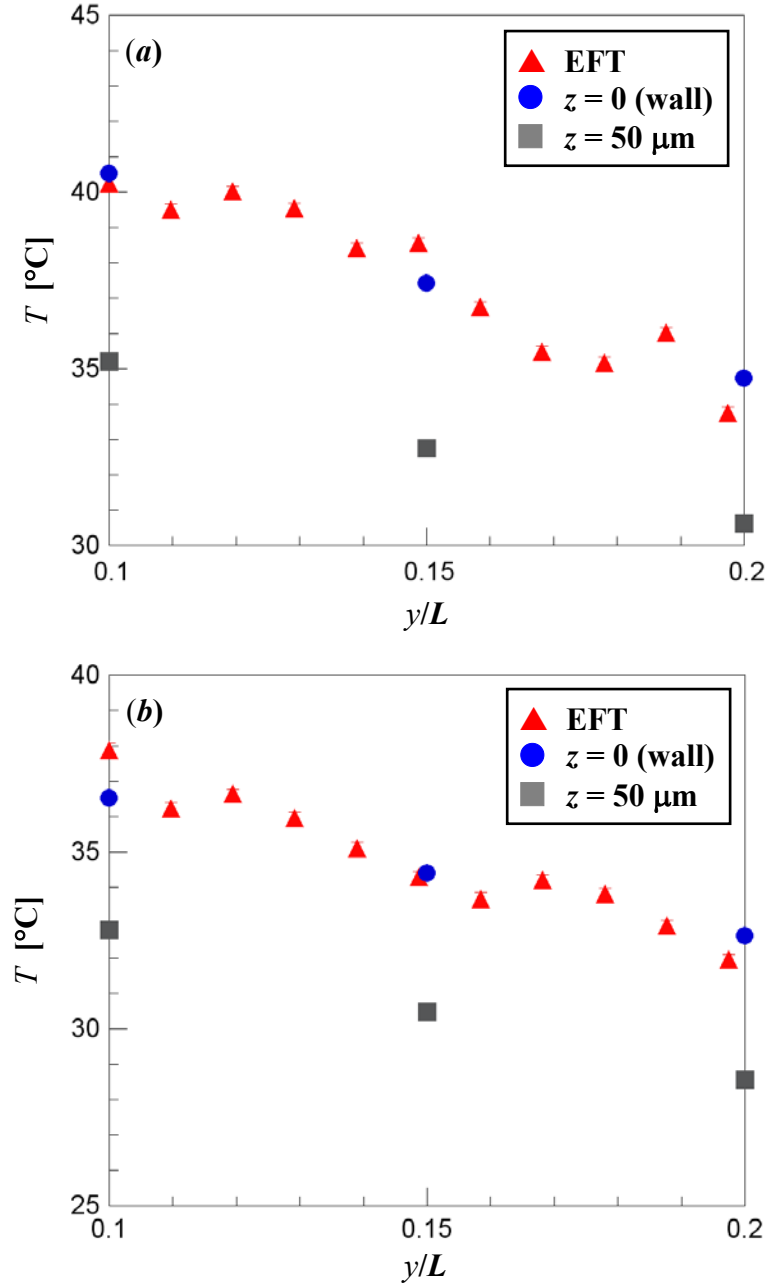 45
(a)
EFT
z = 0 (wall)
z = 50 μm
40
T [°C]
35
30
0.1
0.15
0.2
y/L
40
(b)
EFT
z = 0 (wall)
z = 50 μm
35
T [°C]
30
25
0.1
0.15
0.2
y/L